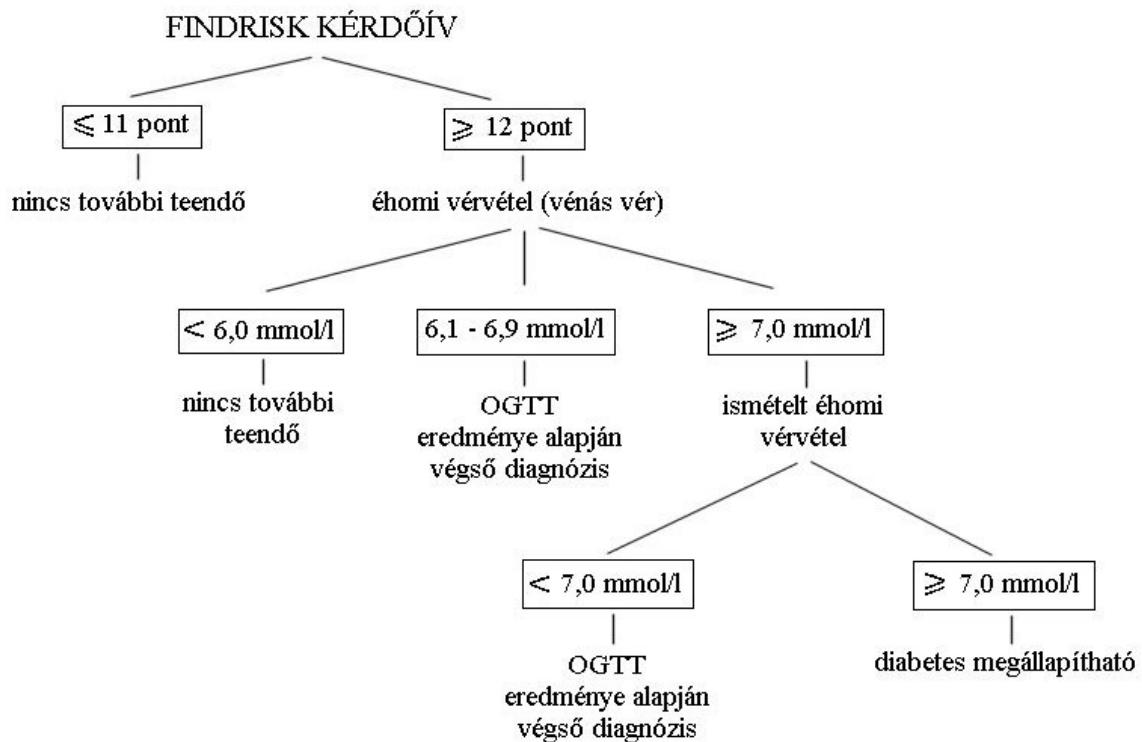 FINDRISK KÉRDŐÍV
⩽ 11 pont
⩾ 12 pont
nincs további teendő
éhomi vérvétel (vénás vér)
< 6,0 mmol/l
6,1 - 6,9 mmol/l
⩾ 7,0 mmol/l
nincs további
teendő
OGTT
eredménye alapján
végső diagnózis
ismételt éhomi
vérvétel
< 7,0 mmol/l
⩾ 7,0 mmol/l
OGTT
eredménye alapján
végső diagnózis
diabetes megállapítható